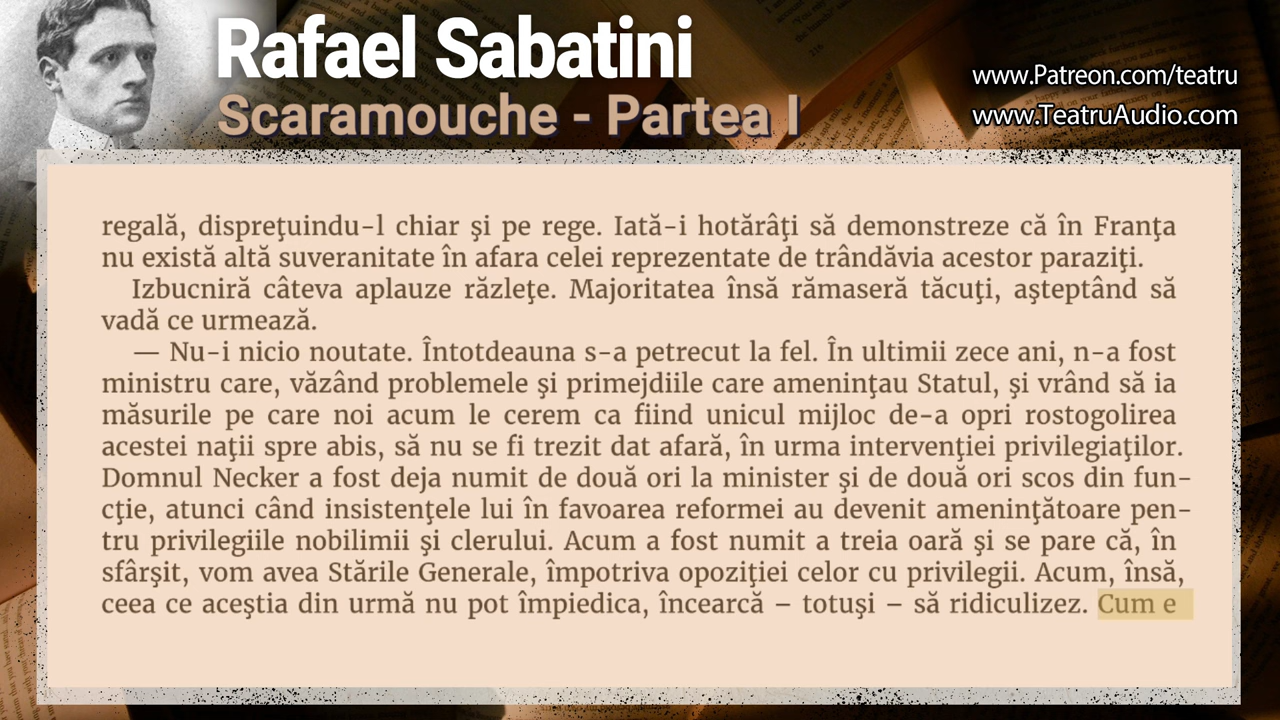 Rafael Sabatini
Scaramouche - Partea I
www.Patreon.com/teatru
www.TeatruAudio.com
regală, dispreţuindu-l chiar şi pe rege. Iată-i hotărâţi să demonstreze că în Franţa
nu există altă suveranitate în afara celei reprezentate de trândăvia acestor paraziţi.
Izbucniră câteva aplauze răzleţe. Majoritatea însă rămaseră tăcuţi, aşteptând să
vadă ce urmează.
— Nu-i nicio noutate. Întotdeauna s-a petrecut la fel. În ultimii zece ani, n-a fost
ministru care, văzând problemele şi primejdiile care ameninţau Statul, şi vrând să ia
măsurile pe care noi acum le cerem ca fiind unicul mijloc de-a opri rostogolirea
acestei naţii spre abis, să nu se fi trezit dat afară, în urma intervenţiei privilegiaţilor.
Domnul Necker a fost deja numit de două ori la minister şi de două ori scos din fun-
cţie, atunci când insistenţele lui în favoarea reformei au devenit ameninţătoare pen-
tru privilegiile nobilimii şi clerului. Acum a fost numit a treia oară şi se pare că, în
sfârşit, vom avea Stările Generale, împotriva opoziţiei celor cu privilegii. Acum, însă,
ceea ce aceştia din urmă nu pot împiedica, încearcă – totuşi – să ridiculizez. Cum e